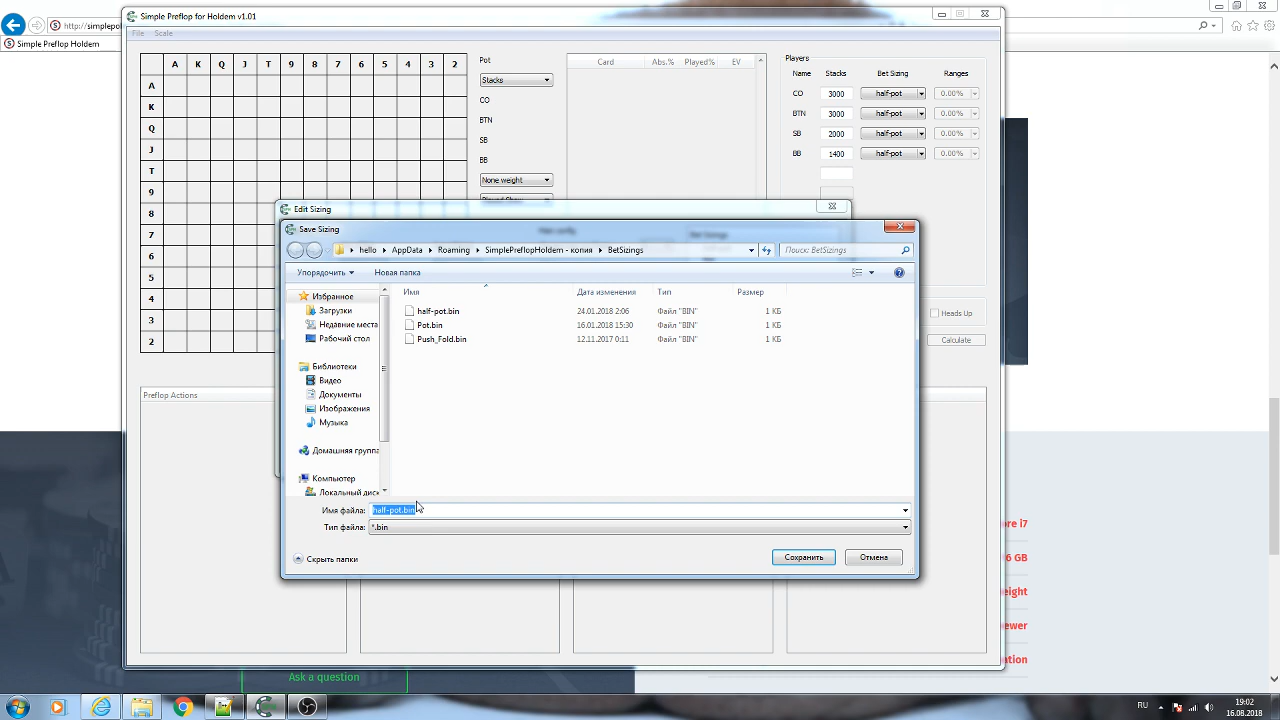 Simple Preflop for Holdem v1.01
http://simplepo
Simple Preflop Holdem
File Scale
A K Q J T 9 8 7 6 5 4 3 2
A
K
Q
J
T
9
8
7
6
5
4
3
2
Pot
Stacks
CO
BTN
SB
BB
None weight
Card Abs.% Played% EV
Players
Name Stacks Bet Sizing Ranges
CO 3000 half-pot 0.00%
BTN 3000 half-pot 0.00%
SB 2000 half-pot 0.00%
BB 1400 half-pot 0.00%
Heads Up
Calculate
Preflop Actions
Edit Sizing
Save Sizing
hello AppData Roaming SimplePreflopHoldem - копия BetSizings
Поиск: BetSizings
Упорядочить Новая папка
Имя Дата изменения Тип Размер
half-pot.bin 24.01.2018 2:06 Файл "BIN" 1 КБ
Pot.bin 16.01.2018 15:30 Файл "BIN" 1 КБ
Push_Fold.bin 12.11.2017 0:11 Файл "BIN" 1 КБ
Избранное
Загрузки
Недавние места
Рабочий стол
Библиотеки
Видео
Документы
Изображения
Музыка
Домашняя группа
Компьютер
Локальный диск
Имя файла: half-pot.bin
Тип файла: *.bin
Скрыть папки
Сохранить Отмена
ore i7
6 GB
eight
ewer
ation
Ask a question
RU
19:02
16.08.2018